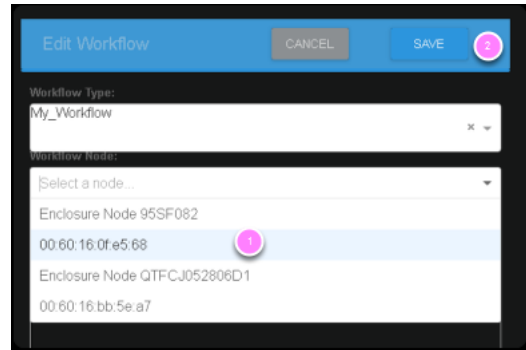 Edit Workflow
CANCEL
SAVE
2
Workflow Type:
My_Workflow
Workflow Node:
Select a node...
Enclosure Node 95SF082
00:60:16:0f:e5:68
1
Enclosure Node QTFCJ052806D1
00:60:16:bb:5e:a7